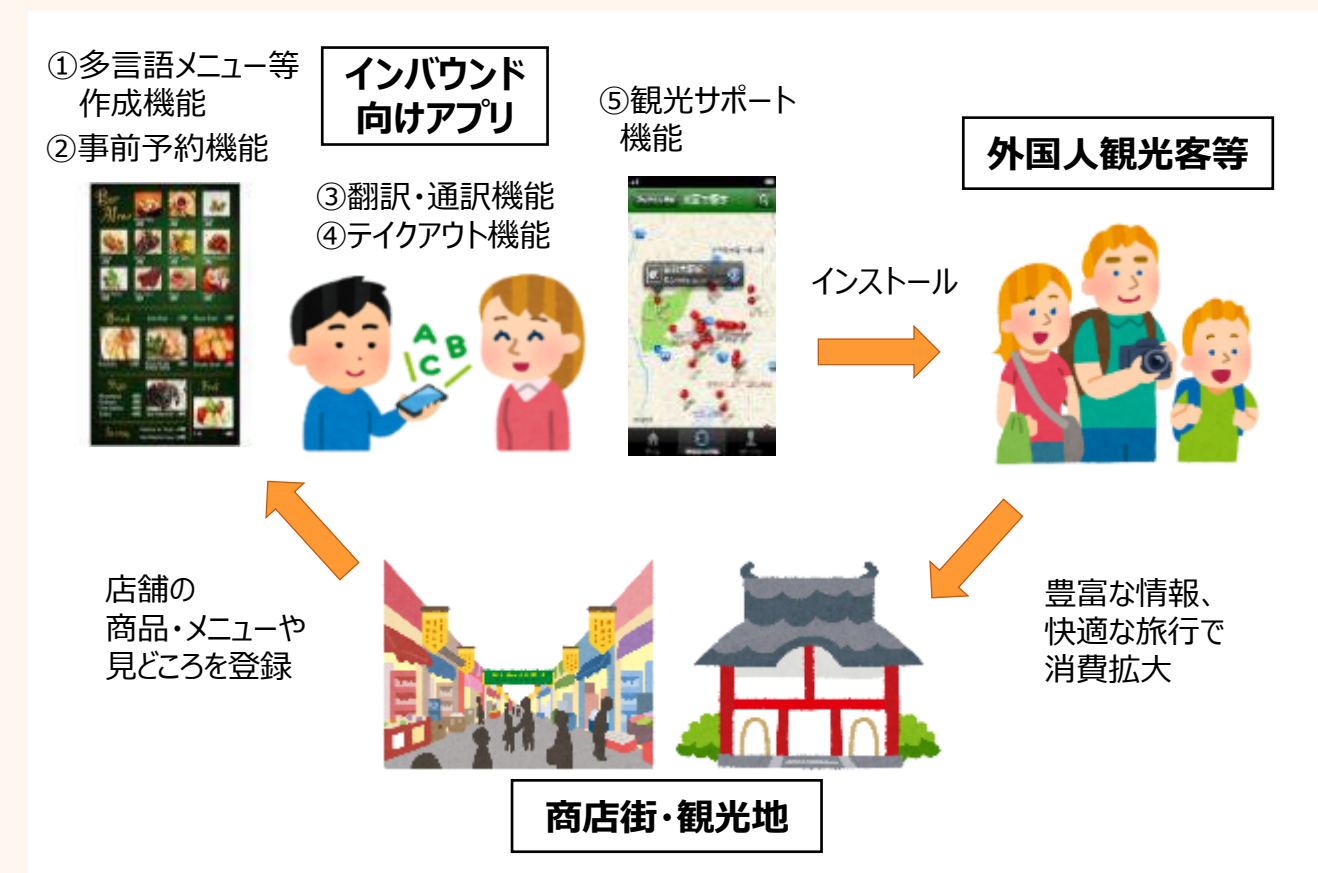 ①多言語メニュー等
作成機能
②事前予約機能
インバウンド
向けアプリ
③翻訳・通訳機能
④テイクアウト機能
⑤観光サポート
機能
A
B
C
インストール
外国人観光客等
店舗の
商品・メニューや
見どころを登録
豊富な情報、
快適な旅行で
消費拡大
商店街・観光地